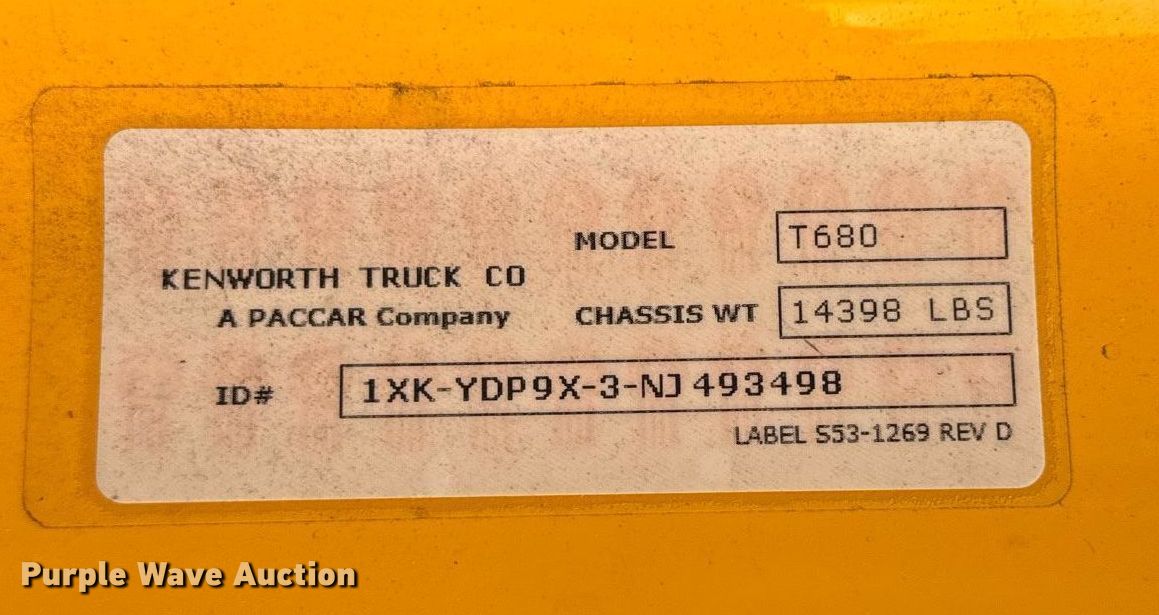 MODEL T680
KENWORTH TRUCK CO
A PACCAR Company
CHASSIS WT 14398 LBS
ID# 1XK-YDP9X-3-NJ493498
LABEL S53-1269 REV D
Purple Wave Auction